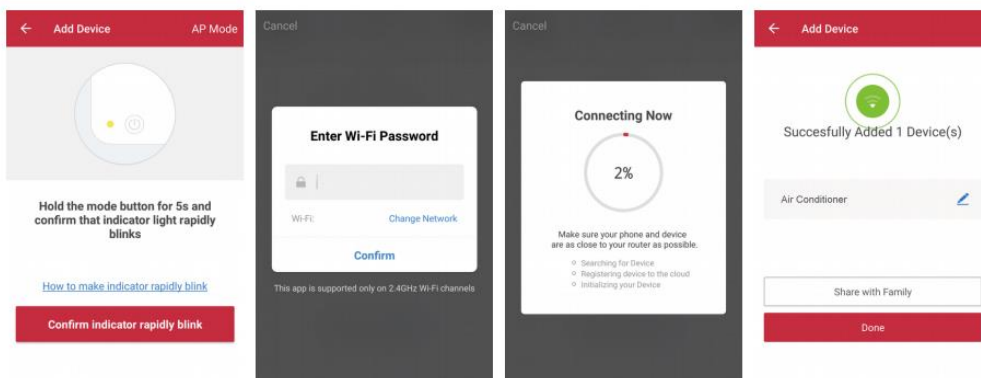 Add Device
AP Mode
Hold the mode button for 5s and
confirm that indicator light rapidly
blinks
How to make indicator rapidly blink
Confirm indicator rapidly blink
Cancel
Enter Wi-Fi Password
Wi-Fi:
Change Network
Confirm
This app is supported only on 2.4GHz Wi-Fi channels
Cancel
Connecting Now
2%
Make sure your phone and device
are as close to your router as possible.
Searching for Device
Registering device to the cloud
Initializing your Device
Add Device
Succesfully Added 1 Device(s)
Air Conditioner
Share with Family
Done